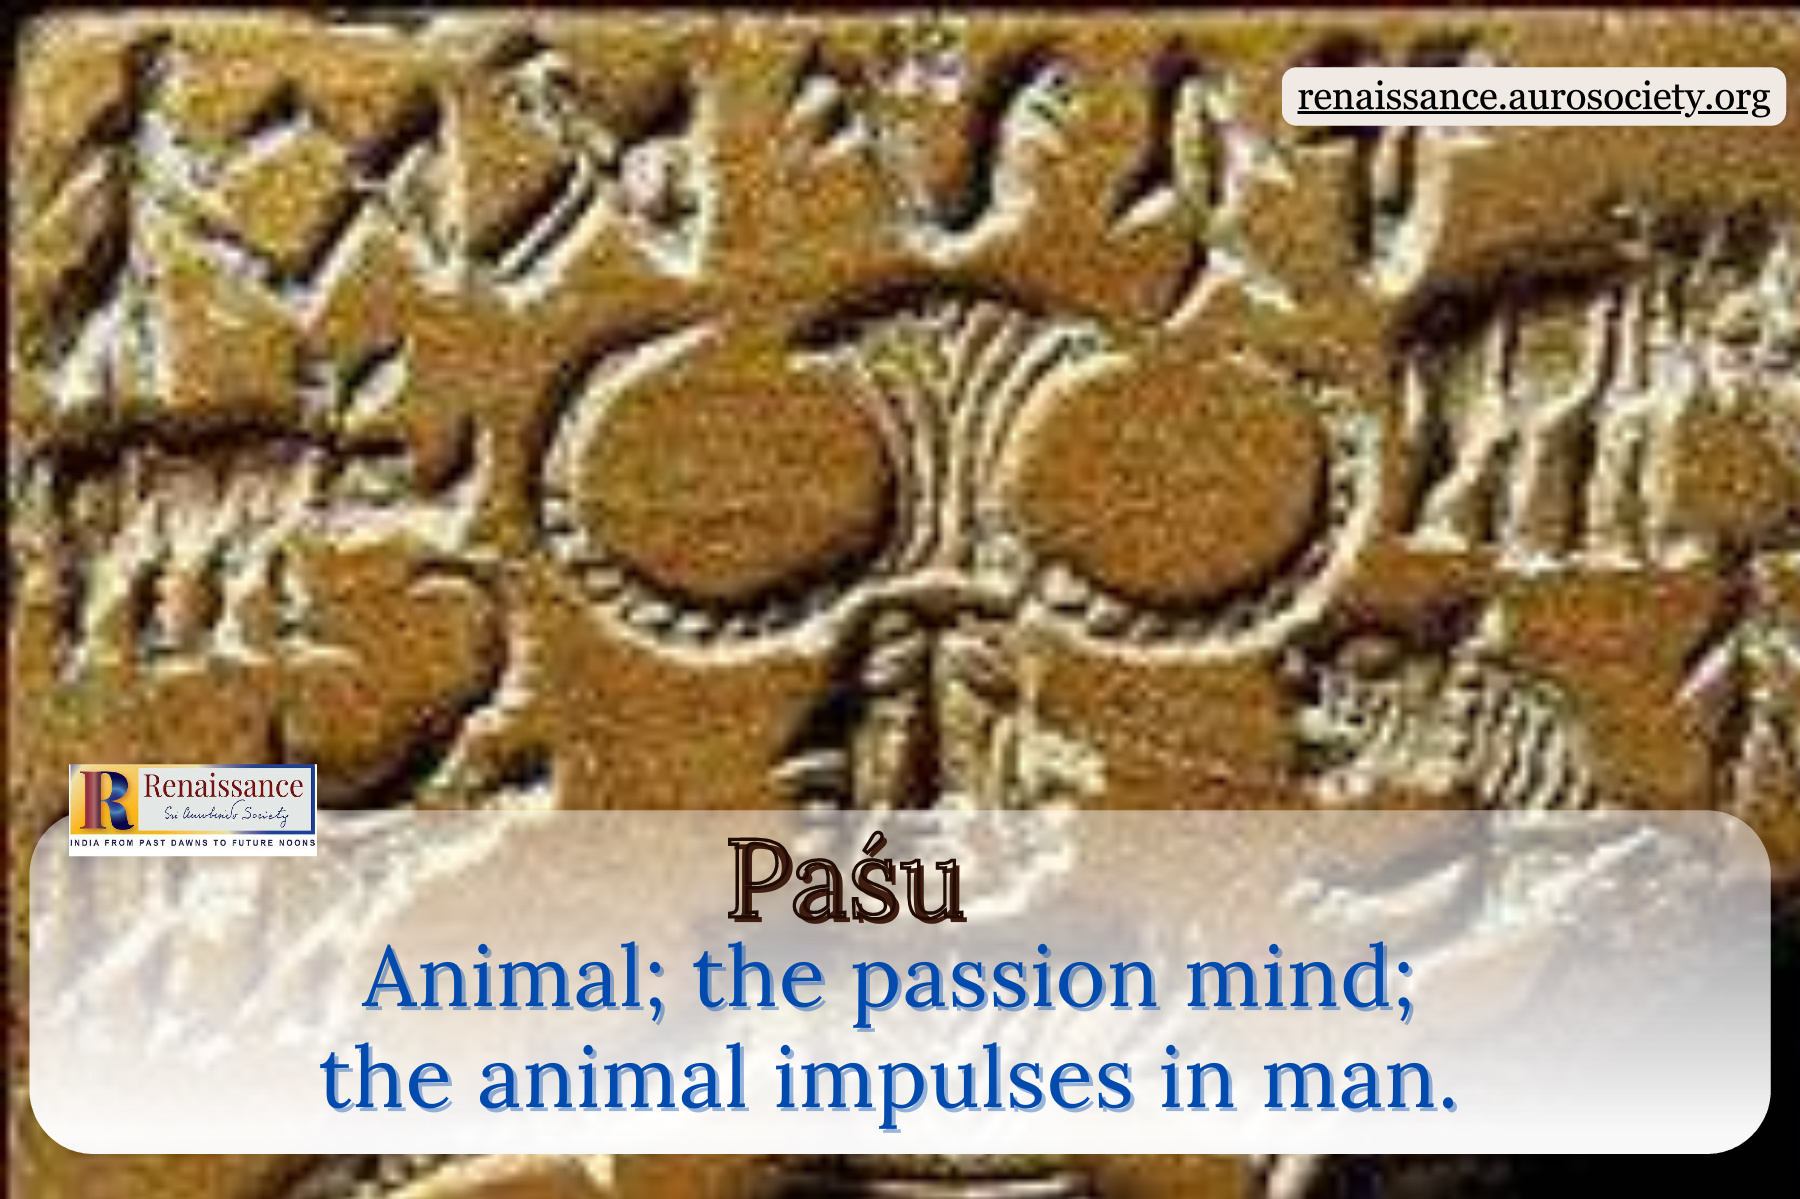 renaissance.aurosociety.org
Renaissance
Sri Aurobindo Society
INDIA FROM PAST DAWNS TO FUTURE NOONS
Paśu
Animal; the passion mind;
the animal impulses in man.